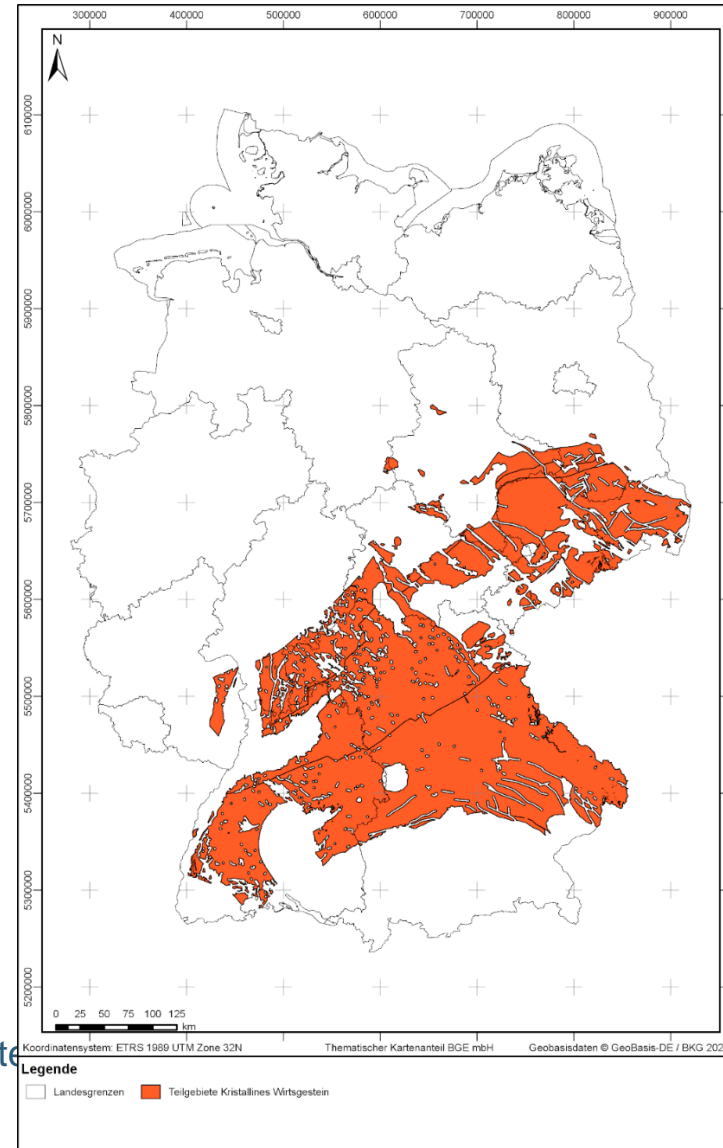 300000 400000 500000 600000 700000 800000 900000
N
6100000
6000000
5900000
5800000
5700000
5600000
5500000
5400000
5300000
5200000
0 25 50 75 100 125
km
Koordinatensystem: ETRS 1989 UTM Zone 32N Thematischer Kartenanteil BGE mbH Geobasisdaten © GeoBasis-DE / BKG 202
Legende
Landesgrenzen Teilgebiete Kristallines Wirtsgestein